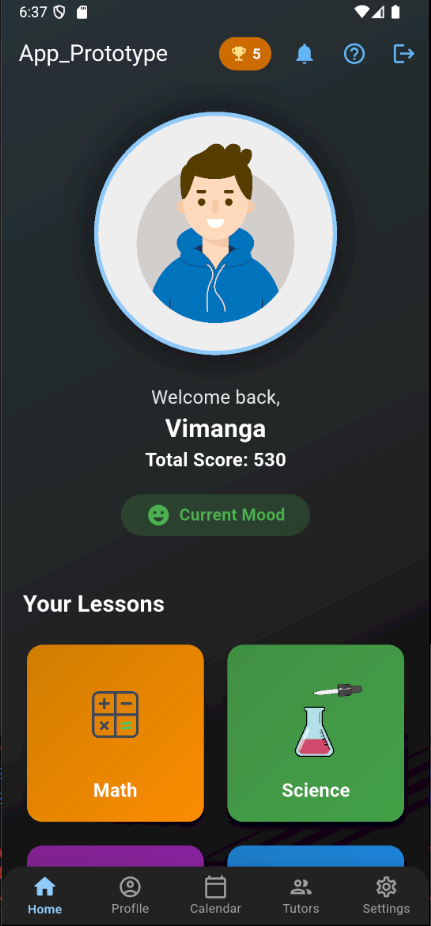 6:37
App_Prototype
5
Welcome back,
Vimanga
Total Score: 530
Current Mood
Your Lessons
Math Science
Home Profile Calendar Tutors Settings